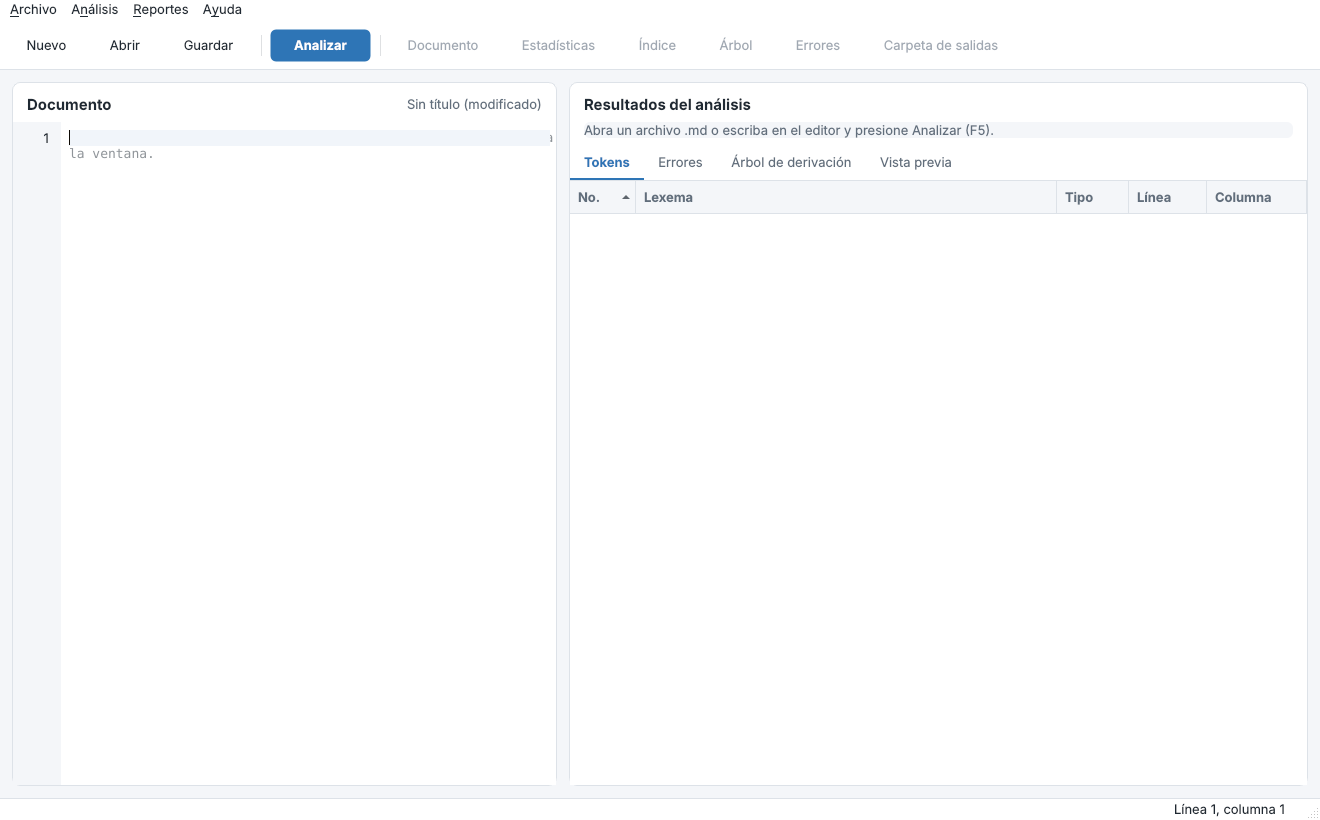 Archivo Análisis Reportes Ayuda
Nuevo Abrir Guardar Analizar Documento Estadísticas Índice Árbol Errores Carpeta de salidas
Documento Sin título (modificado)
1
la ventana.
Resultados del análisis
Abra un archivo .md o escriba en el editor y presione Analizar (F5).
Tokens Errores Árbol de derivación Vista previa
No. Lexema Tipo Línea Columna
Línea 1, columna 1